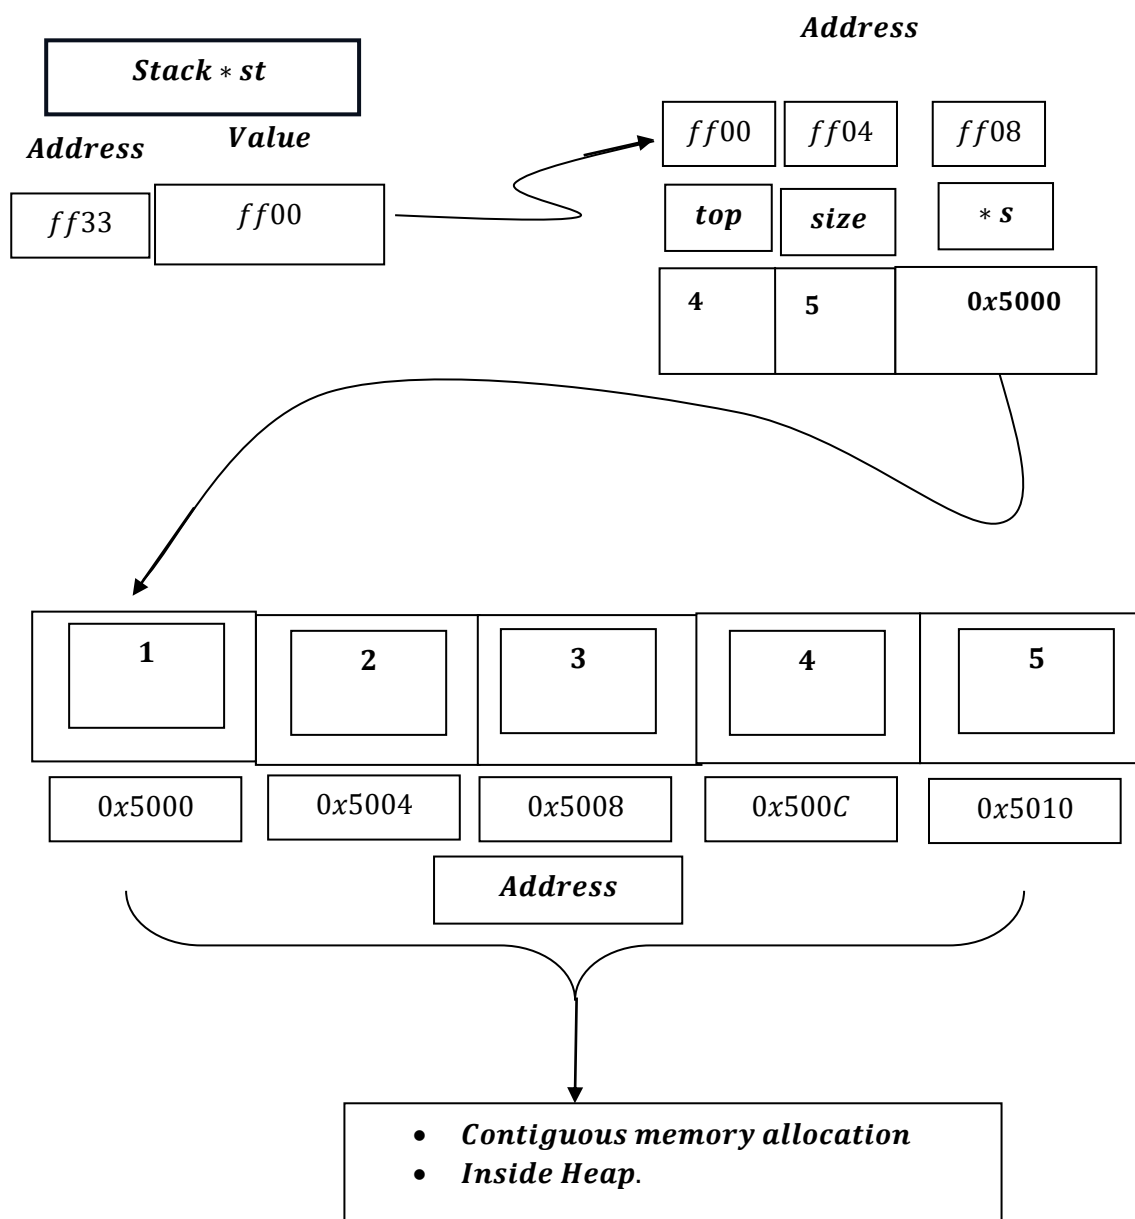 Address
Stack ∗ st
Address Value
ff33 ff00
ff00 ff04 ff08
top size ∗ s
4 5 0x5000
1 2 3 4 5
0x5000 0x5004 0x5008 0x500C 0x5010
Address
• Contiguous memory allocation
• Inside Heap.